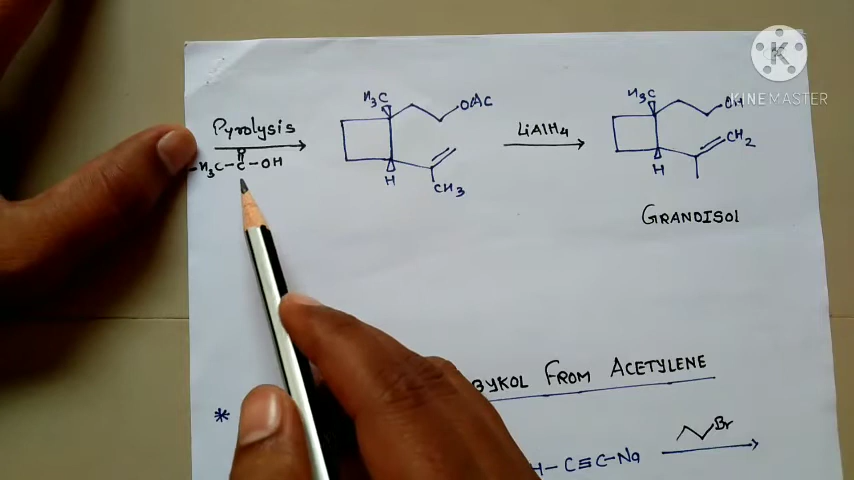 Pyrolysis
-H3C-C-OH
O
H3C
OAC
H
CH3
LiAlH4
H3C
OH
CH2
H
GRANDISOL
KINEMASTER
BYKOL FROM ACETYLENE
*
H-C≡C-Na
Br